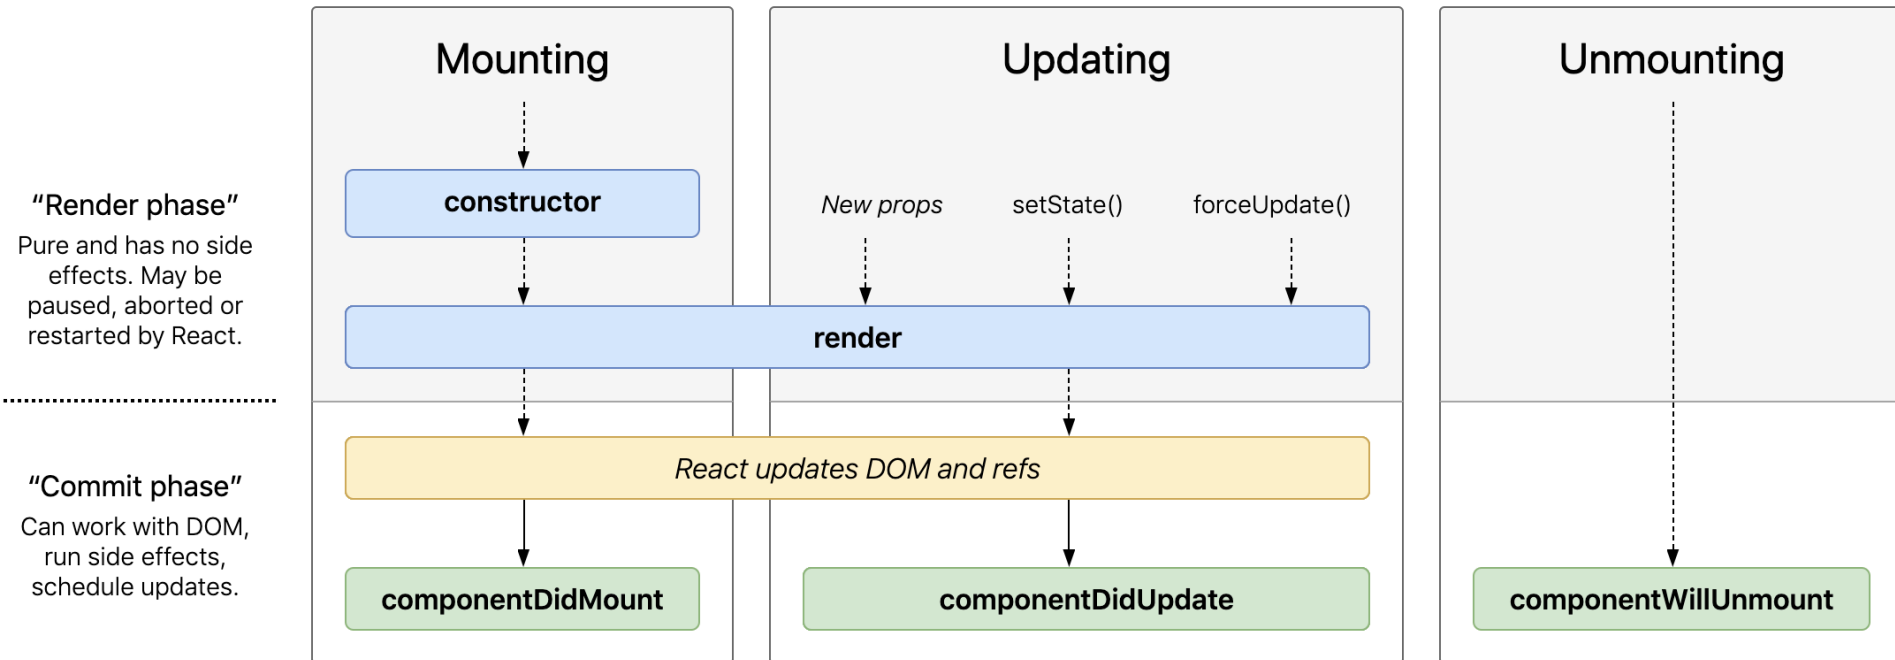 Mounting
Updating
Unmounting
“Render phase”
Pure and has no side
effects. May be
paused, aborted or
restarted by React.
constructor
New props
setState()
forceUpdate()
render
“Commit phase”
Can work with DOM,
run side effects,
schedule updates.
React updates DOM and refs
componentDidMount
componentDidUpdate
componentWillUnmount